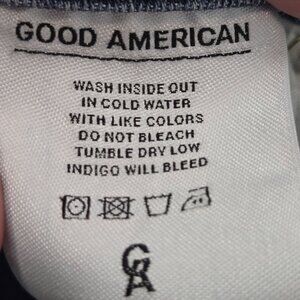 GOOD AMERICAN
WASH INSIDE OUT
IN COLD WATER
WITH LIKE COLORS
DO NOT BLEACH
TUMBLE DRY LOW
INDIGO WILL BLEED
G
A